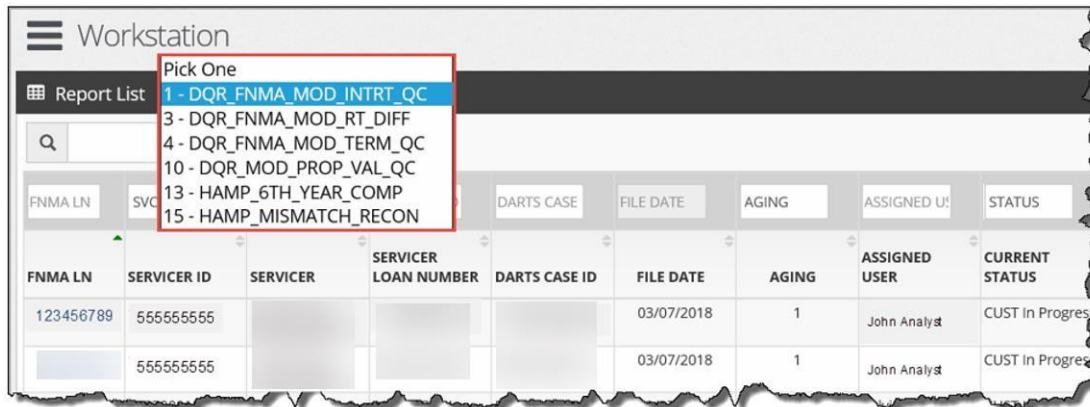 Workstation
Pick One
Report List
1 - DQR_FNMA_MOD_INTRT_QC
3 - DQR_FNMA_MOD_RT_DIFF
4 - DQR_FNMA_MOD_TERM_QC
10 - DQR_MOD_PROP_VAL_QC
13 - HAMP_6TH_YEAR_COMP
15 - HAMP_MISMATCH_RECON
FNMA LN DARTS CASE FILE DATE AGING ASSIGNED STATUS
FNMA LN SERVICER ID SERVICER SERVICER LOAN NUMBER DARTS CASE ID FILE DATE AGING ASSIGNED USER CURRENT STATUS
123456789 555555555 03/07/2018 1 John Analyst CUST In Progres
555555555 03/07/2018 1 John Analyst CUST In Progres